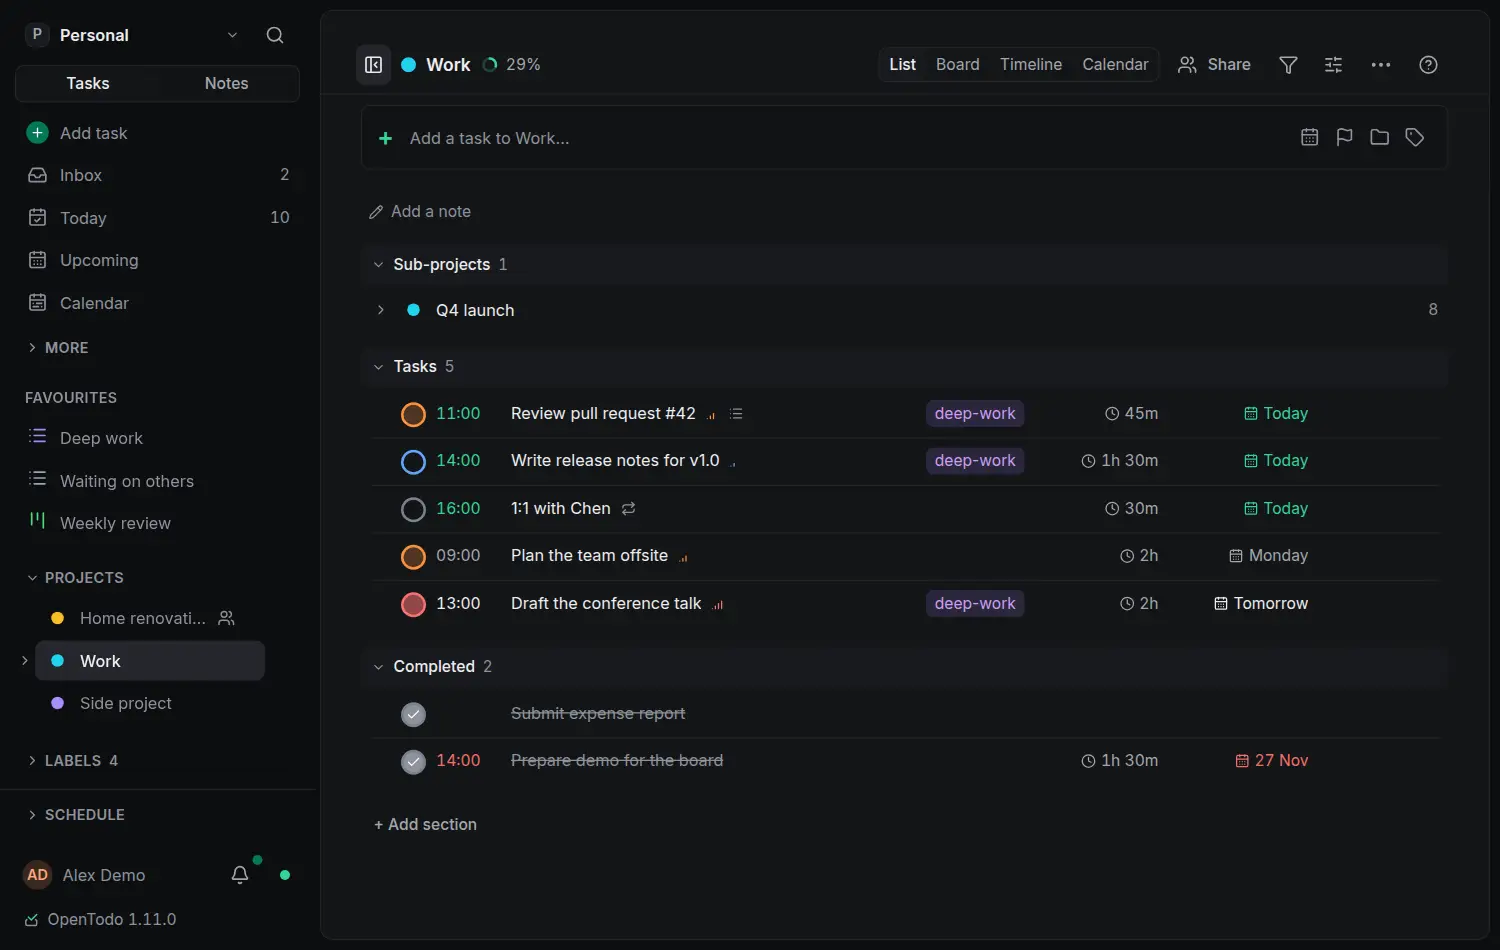 P Personal
Tasks Notes
Add task
Inbox 2
Today 10
Upcoming
Calendar
MORE
FAVOURITES
Deep work
Waiting on others
Weekly review
PROJECTS
Home renovati...
Work
Side project
LABELS 4
SCHEDULE
AD Alex Demo
OpenTodo 1.11.0
Work 29% List Board Timeline Calendar Share
Add a task to Work...
Add a note
Sub-projects 1
Q4 launch 8
Tasks 5
11:00 Review pull request #42 deep-work 45m Today
14:00 Write release notes for v1.0 deep-work 1h 30m Today
16:00 1:1 with Chen 30m Today
09:00 Plan the team offsite 2h Monday
13:00 Draft the conference talk deep-work 2h Tomorrow
Completed 2
Submit expense report
14:00 Prepare demo for the board 1h 30m 27 Nov
+ Add section